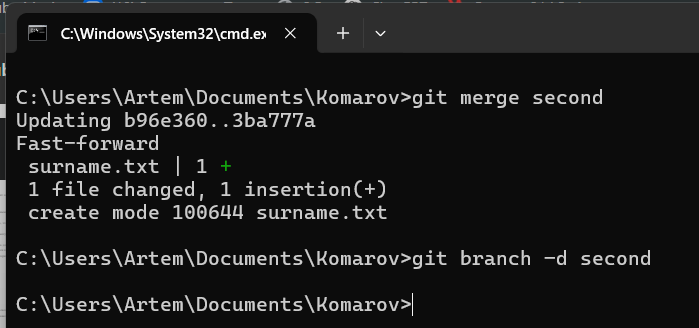 C:\Windows\System32\cmd.ex
C:\Users\Artem\Documents\Komarov>git merge second
Updating b96e360..3ba777a
Fast-forward
surname.txt | 1 +
1 file changed, 1 insertion(+)
create mode 100644 surname.txt
C:\Users\Artem\Documents\Komarov>git branch -d second
C:\Users\Artem\Documents\Komarov>